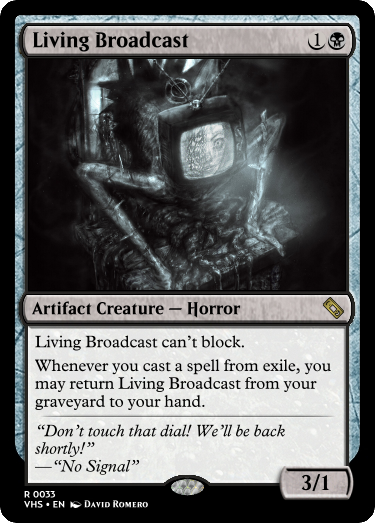 Living Broadcast 1
Artifact Creature — Horror
Living Broadcast can't block.
Whenever you cast a spell from exile, you
may return Living Broadcast from your
graveyard to your hand.
“Don't touch that dial! We'll be back
shortly!”
—“No Signal”
3/1
R 0033
VHS • EN David Romero